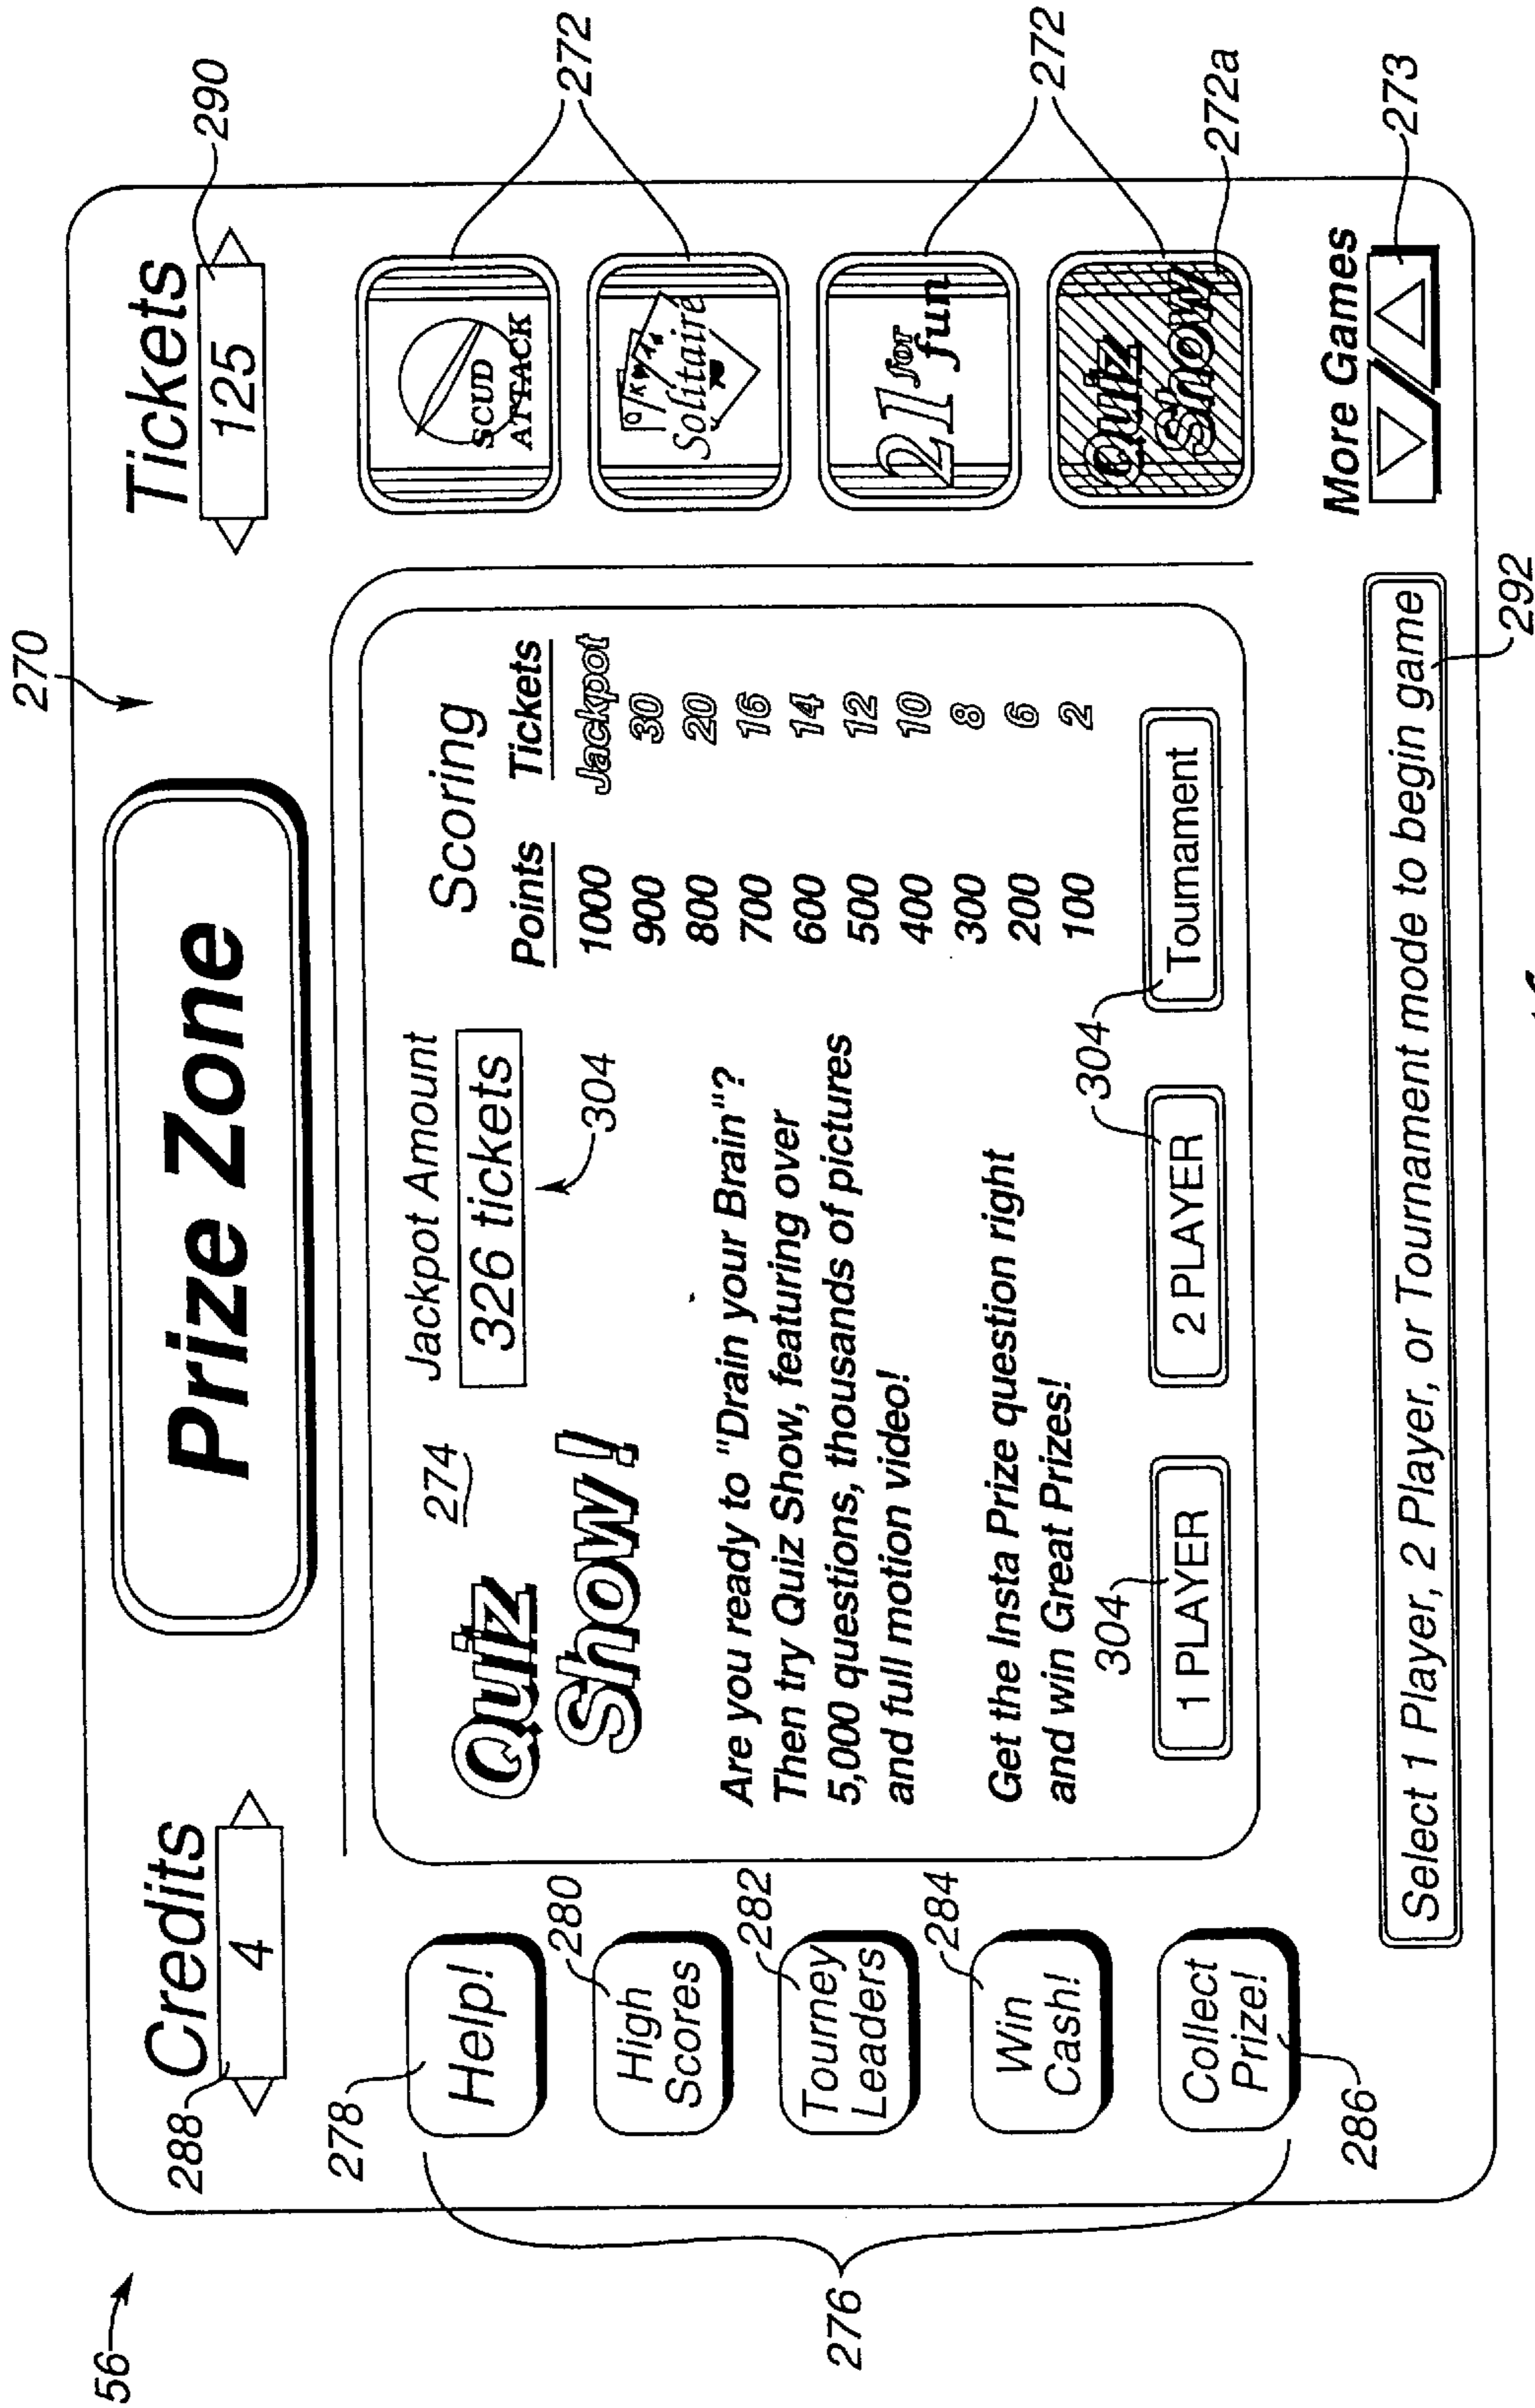 56
270
Credits
4
288
Prize Zone
Tickets
125
290
278
Help!
280
High
Scores
282
Tourney
Leaders
284
Win
Cash!
Collect
Prize!
286
276
Quiz
Show!
274
Jackpot Amount
326 tickets
304
Scoring
Points Tickets
1000 Jackpot
900 30
800 20
700 16
600 14
500 12
400 10
300 8
200 6
100 2
Are you ready to "Drain your Brain"?
Then try Quiz Show, featuring over
5,000 questions, thousands of pictures
and full motion video!
Get the Insta Prize question right
and win Great Prizes!
304
304
1 PLAYER
2 PLAYER
Tournament
SCUD
ATTACK
272
Q
K
Solitaire
21 for
fun
272
Quiz
Show
272a
More Games
273
Select 1 Player, 2 Player, or Tournament mode to begin game
292